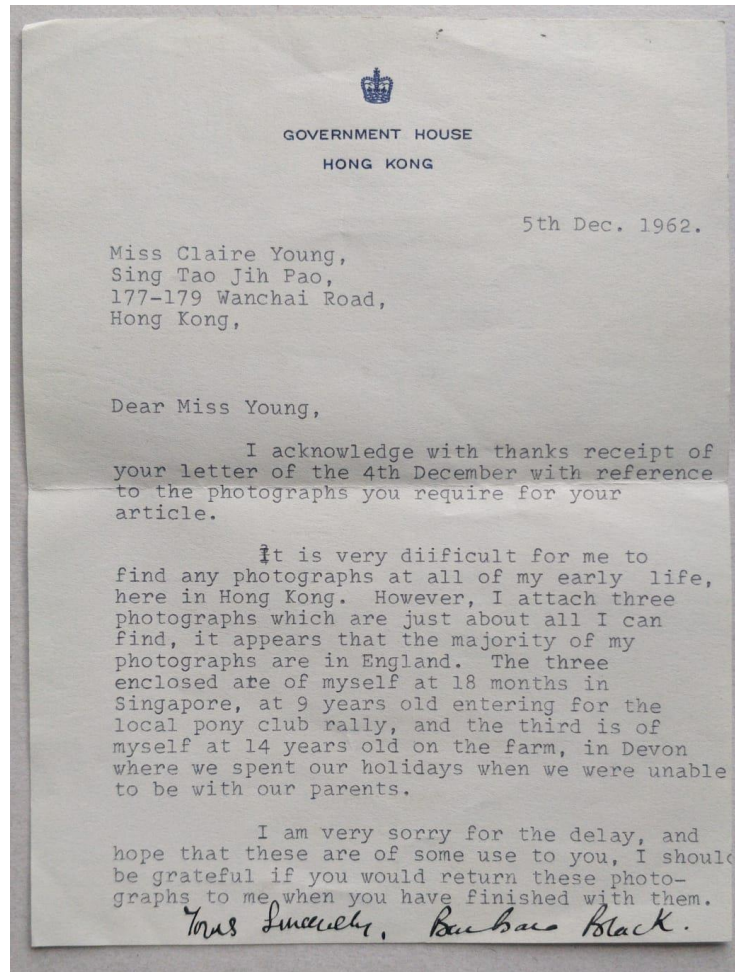 GOVERNMENT HOUSE
HONG KONG
5th Dec. 1962.
Miss Claire Young,
Sing Tao Jih Pao,
177-179 Wanchai Road,
Hong Kong,
Dear Miss Young,
I acknowledge with thanks receipt of
your letter of the 4th December with reference
to the photographs you require for your
article.
It is very diificult for me to
find any photographs at all of my early life,
here in Hong Kong. However, I attach three
photographs which are just about all I can
find, it appears that the majority of my
photographs are in England. The three
enclosed are of myself at 18 months in
Singapore, at 9 years old entering for the
local pony club rally, and the third is of
myself at 14 years old on the farm, in Devon
where we spent our holidays when we were unable
to be with our parents.
I am very sorry for the delay, and
hope that these are of some use to you, I should
be grateful if you would return these photo-
graphs to me when you have finished with them.
Yours Sincerely, Barbara Black.